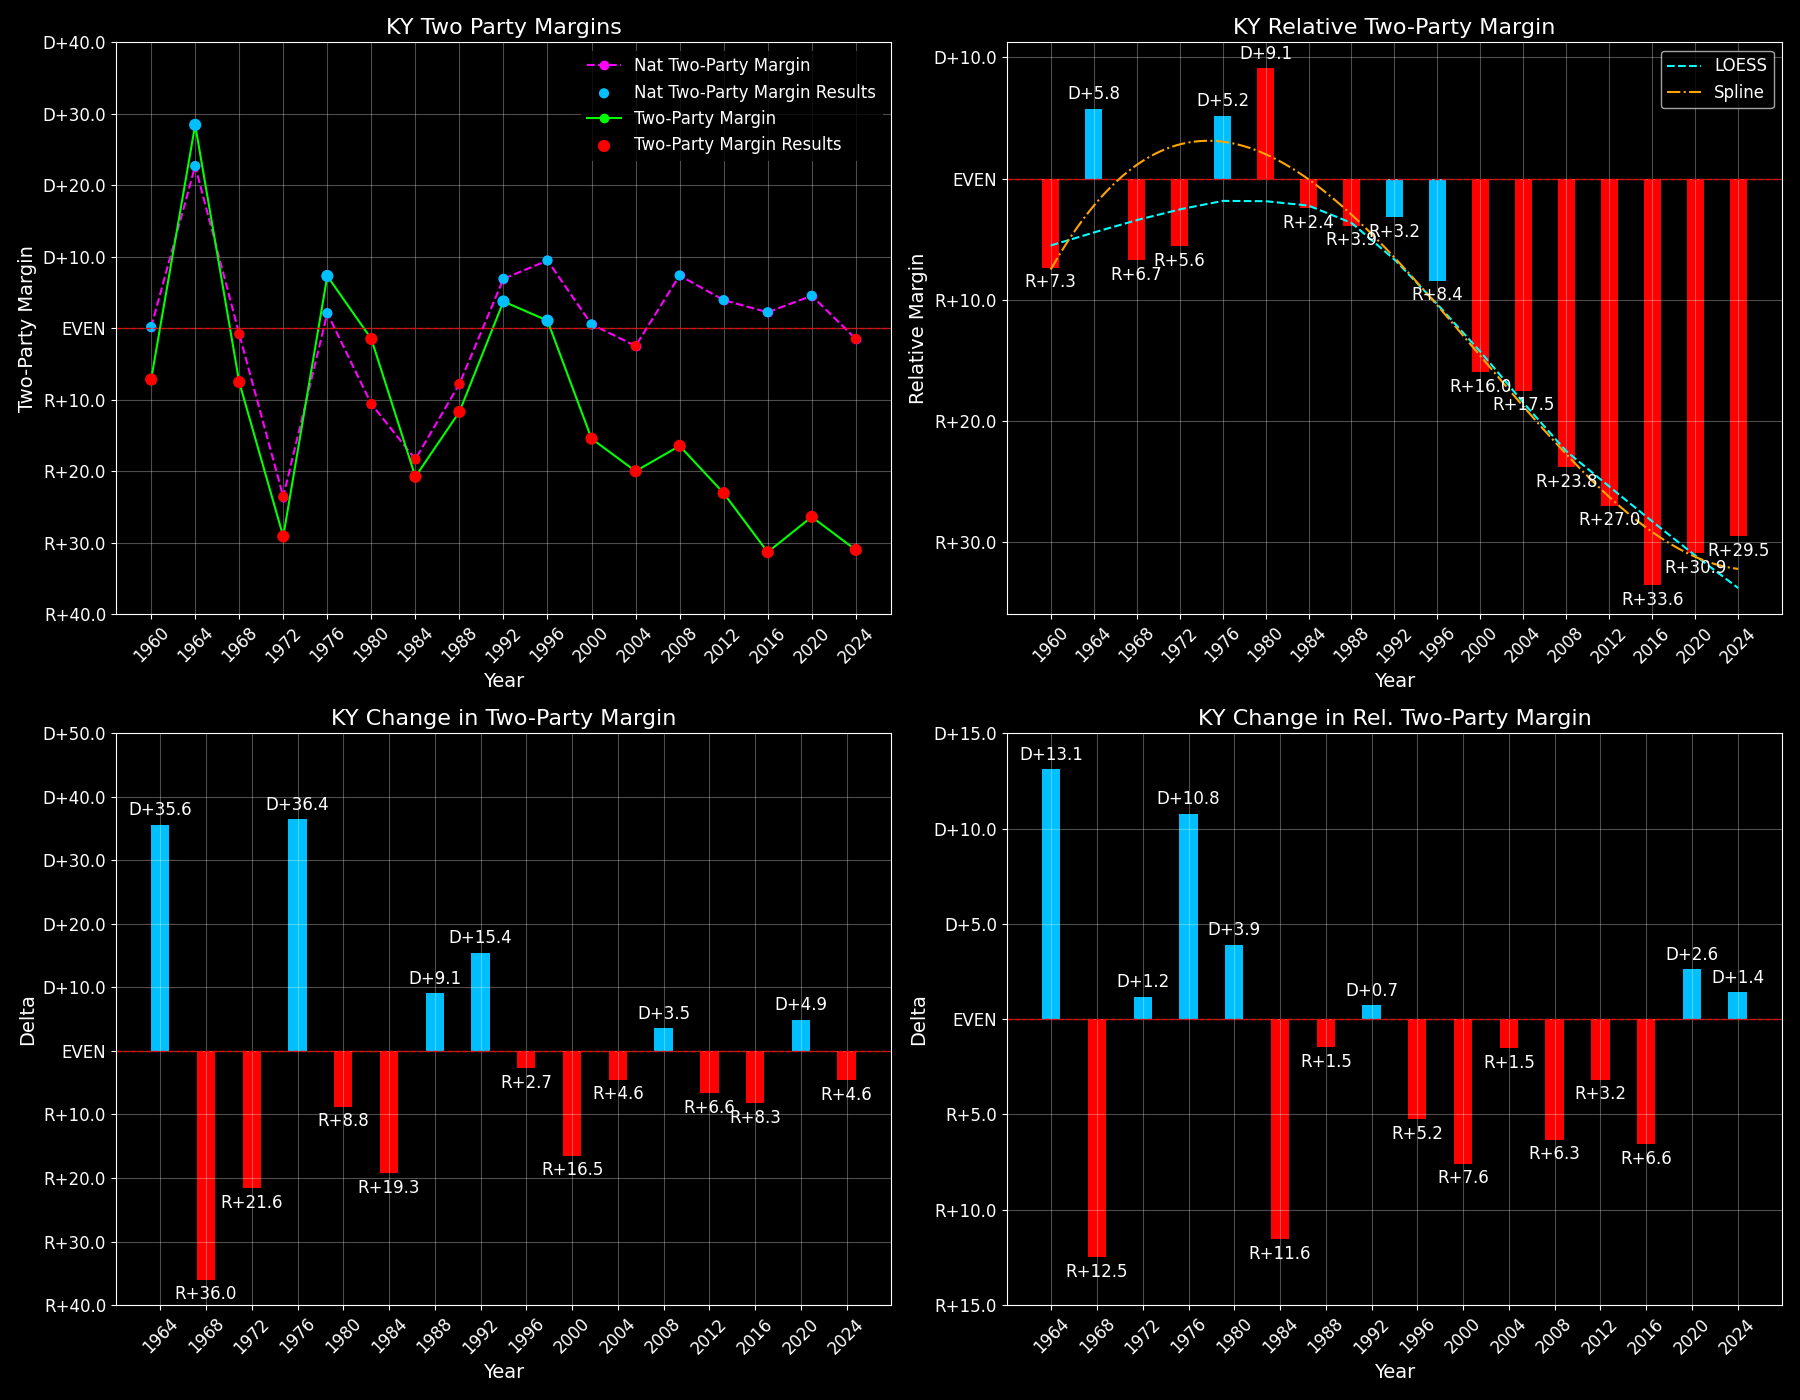 KY Two Party Margins
D+40.0
D+30.0
D+20.0
D+10.0
EVEN
R+10.0
R+20.0
R+30.0
R+40.0
Two-Party Margin
Nat Two-Party Margin
Nat Two-Party Margin Results
Two-Party Margin
Two-Party Margin Results
1960 1964 1968 1972 1976 1980 1984 1988 1992 1996 2000 2004 2008 2012 2016 2020 2024
Year
KY Relative Two-Party Margin
D+10.0
EVEN
R+10.0
R+20.0
R+30.0
Relative Margin
LOESS
Spline
R+7.3
D+5.8
R+6.7
R+5.6
D+5.2
D+9.1
R+2.4
R+3.9
R+3.2
R+8.4
R+16.0
R+17.5
R+23.8
R+27.0
R+33.6
R+30.9
R+29.5
1960 1964 1968 1972 1976 1980 1984 1988 1992 1996 2000 2004 2008 2012 2016 2020 2024
Year
KY Change in Two-Party Margin
D+50.0
D+40.0
D+30.0
D+20.0
D+10.0
EVEN
R+10.0
R+20.0
R+30.0
R+40.0
Delta
D+35.6
R+36.0
R+21.6
D+36.4
R+8.8
R+19.3
D+9.1
D+15.4
R+2.7
R+16.5
R+4.6
D+3.5
R+6.6
R+8.3
D+4.9
R+4.6
1964 1968 1972 1976 1980 1984 1988 1992 1996 2000 2004 2008 2012 2016 2020 2024
Year
KY Change in Rel. Two-Party Margin
D+15.0
D+10.0
D+5.0
EVEN
R+5.0
R+10.0
R+15.0
Delta
D+13.1
R+12.5
D+1.2
D+10.8
D+3.9
R+11.6
R+1.5
D+0.7
R+5.2
R+7.6
R+1.5
R+6.3
R+3.2
R+6.6
D+2.6
D+1.4
1964 1968 1972 1976 1980 1984 1988 1992 1996 2000 2004 2008 2012 2016 2020 2024
Year